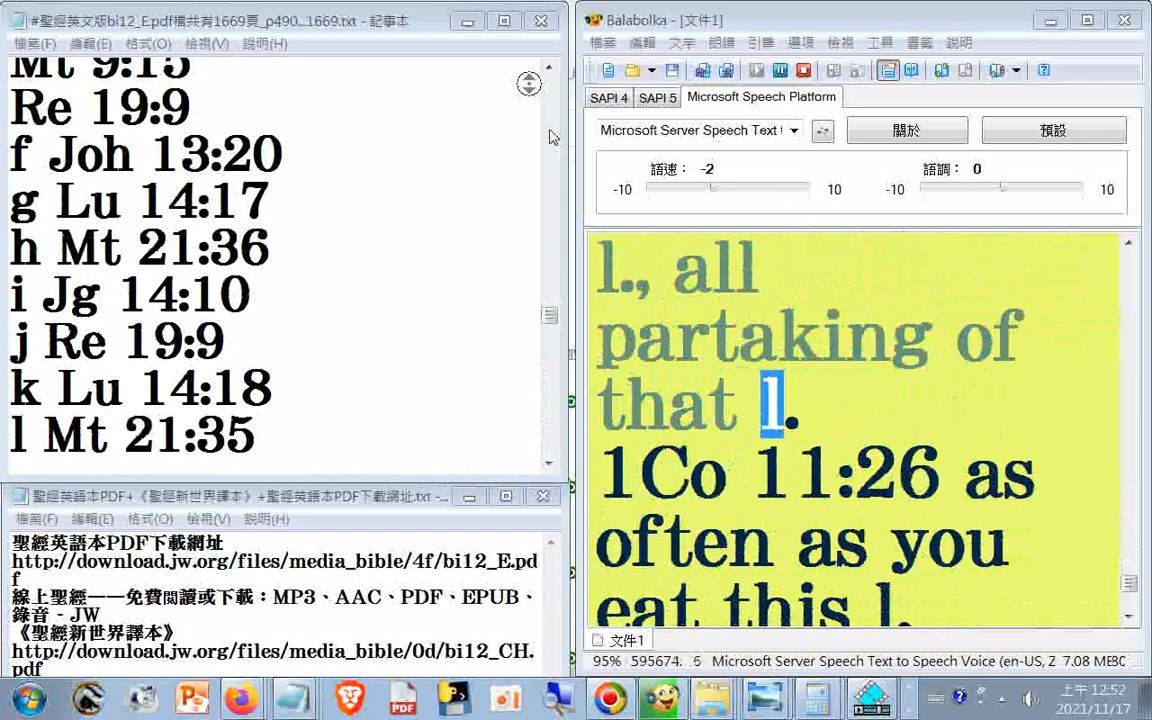 #聖經英文版bi12_E.pdf檔共有1669頁_p490...1669.txt - 記事本
檔案(F) 編輯(E) 格式(O) 檢視(V) 說明(H)
Mt 9:15
Re 19:9
f Joh 13:20
g Lu 14:17
h Mt 21:36
i Jg 14:10
j Re 19:9
k Lu 14:18
l Mt 21:35
聖經英語本PDF+《聖經新世界譯本》+聖經英語本PDF下載網址.txt -...
檔案(F) 編輯(E) 格式(O) 檢視(V) 說明(H)
聖經英語本PDF下載網址
http://download.jw.org/files/media_bible/4f/bi12_E.pd
f
線上聖經——免費閱讀或下載：MP3、AAC、PDF、EPUB、
錄音 - JW
《聖經新世界譯本》
http://download.jw.org/files/media_bible/0d/bi12_CH.
pdf
Balabolka - [文件1]
檔案 編輯 文字 朗讀 引擎 選項 檢視 工具 書籤 說明
SAPI 4 SAPI 5 Microsoft Speech Platform
Microsoft Server Speech Text 關於 預設
語速： -2 語調： 0
-10 10 -10 10
l., all
partaking of
that l.
1Co 11:26 as
often as you
eat this l.
文件1
95% 595674. 6 Microsoft Server Speech Text to Speech Voice (en-US, Z 7.08 MB
PDF
上午 12:52
2021/11/17